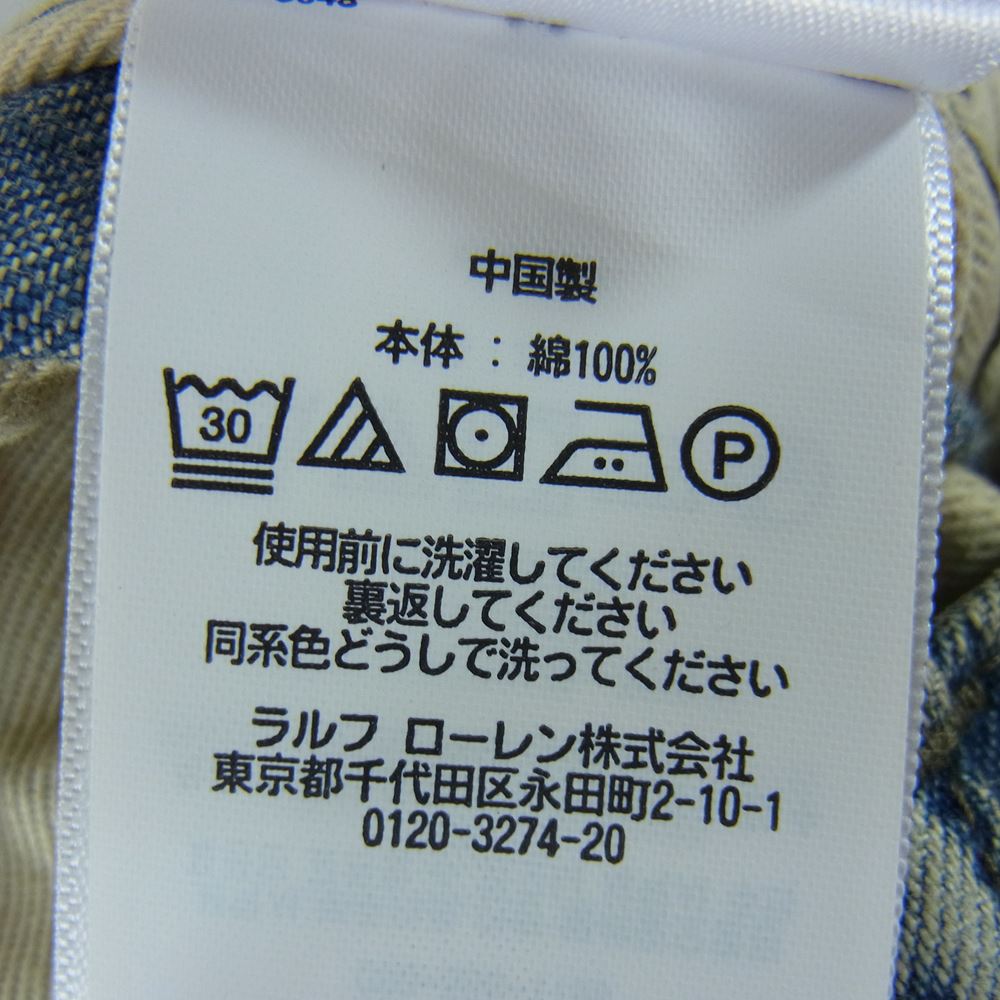 中国製
本体 : 綿100%
30
P
使用前に洗濯してください
裏返してください
同系色どうしで洗ってください
ラルフ ローレン株式会社
東京都千代田区永田町2-10-1
0120-3274-20